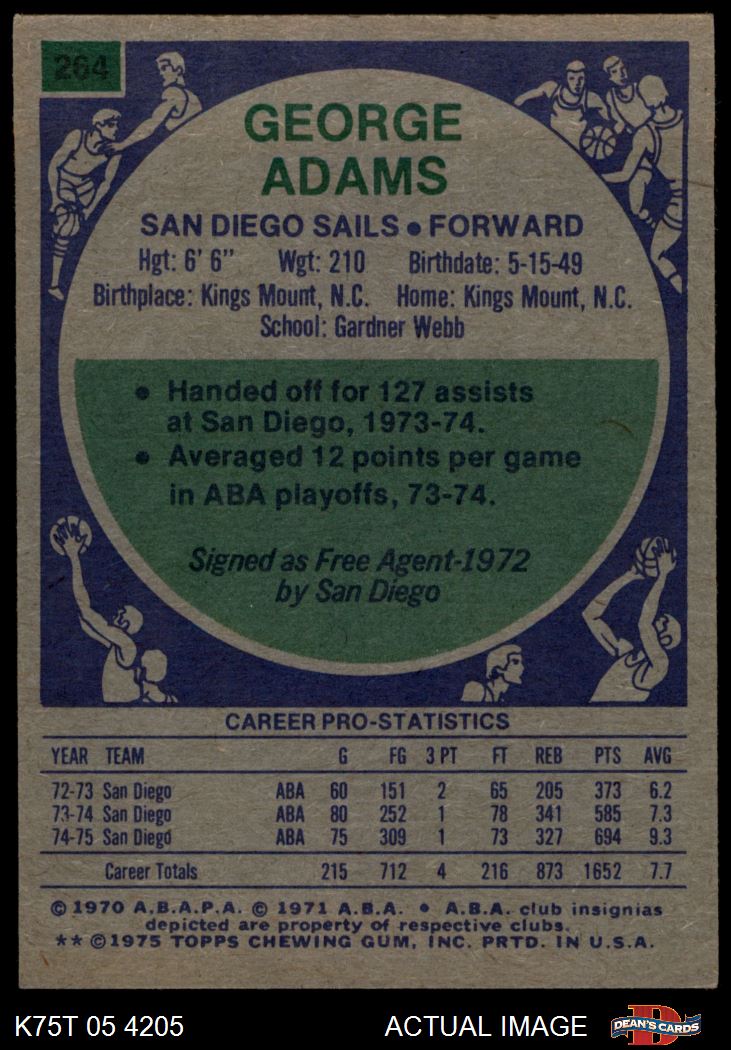 264
GEORGE
ADAMS
SAN DIEGO SAILS • FORWARD
Hgt: 6' 6" Wgt: 210 Birthdate: 5-15-49
Birthplace: Kings Mount, N.C. Home: Kings Mount, N.C.
School: Gardner Webb
• Handed off for 127 assists
at San Diego, 1973-74.
• Averaged 12 points per game
in ABA playoffs, 73-74.
Signed as Free Agent-1972
by San Diego
CAREER PRO-STATISTICS
YEAR TEAM G FG 3 PT FT REB PTS AVG
72-73 San Diego ABA 60 151 2 65 205 373 6.2
73-74 San Diego ABA 80 252 1 78 341 585 7.3
74-75 San Diego ABA 75 309 1 73 327 694 9.3
Career Totals 215 712 4 216 873 1652 7.7
© 1970 A.B.A.P.A. © 1971 A.B.A. • A.B.A. club insignias
depicted are property of respective clubs.
** © 1975 TOPPS CHEWING GUM, INC. PRTD. IN U.S.A.
K75T 05 4205 ACTUAL IMAGE D DEAN'S CARDS